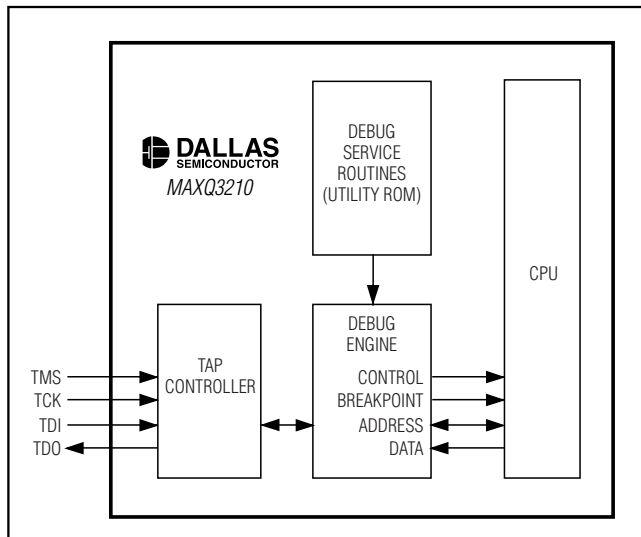 DALLAS
SEMICONDUCTOR
MAXQ3210
DEBUG
SERVICE
ROUTINES
(UTILITY ROM)
CPU
TMS
TCK
TDI
TDO
TAP
CONTROLLER
DEBUG
ENGINE
CONTROL
BREAKPOINT
ADDRESS
DATA